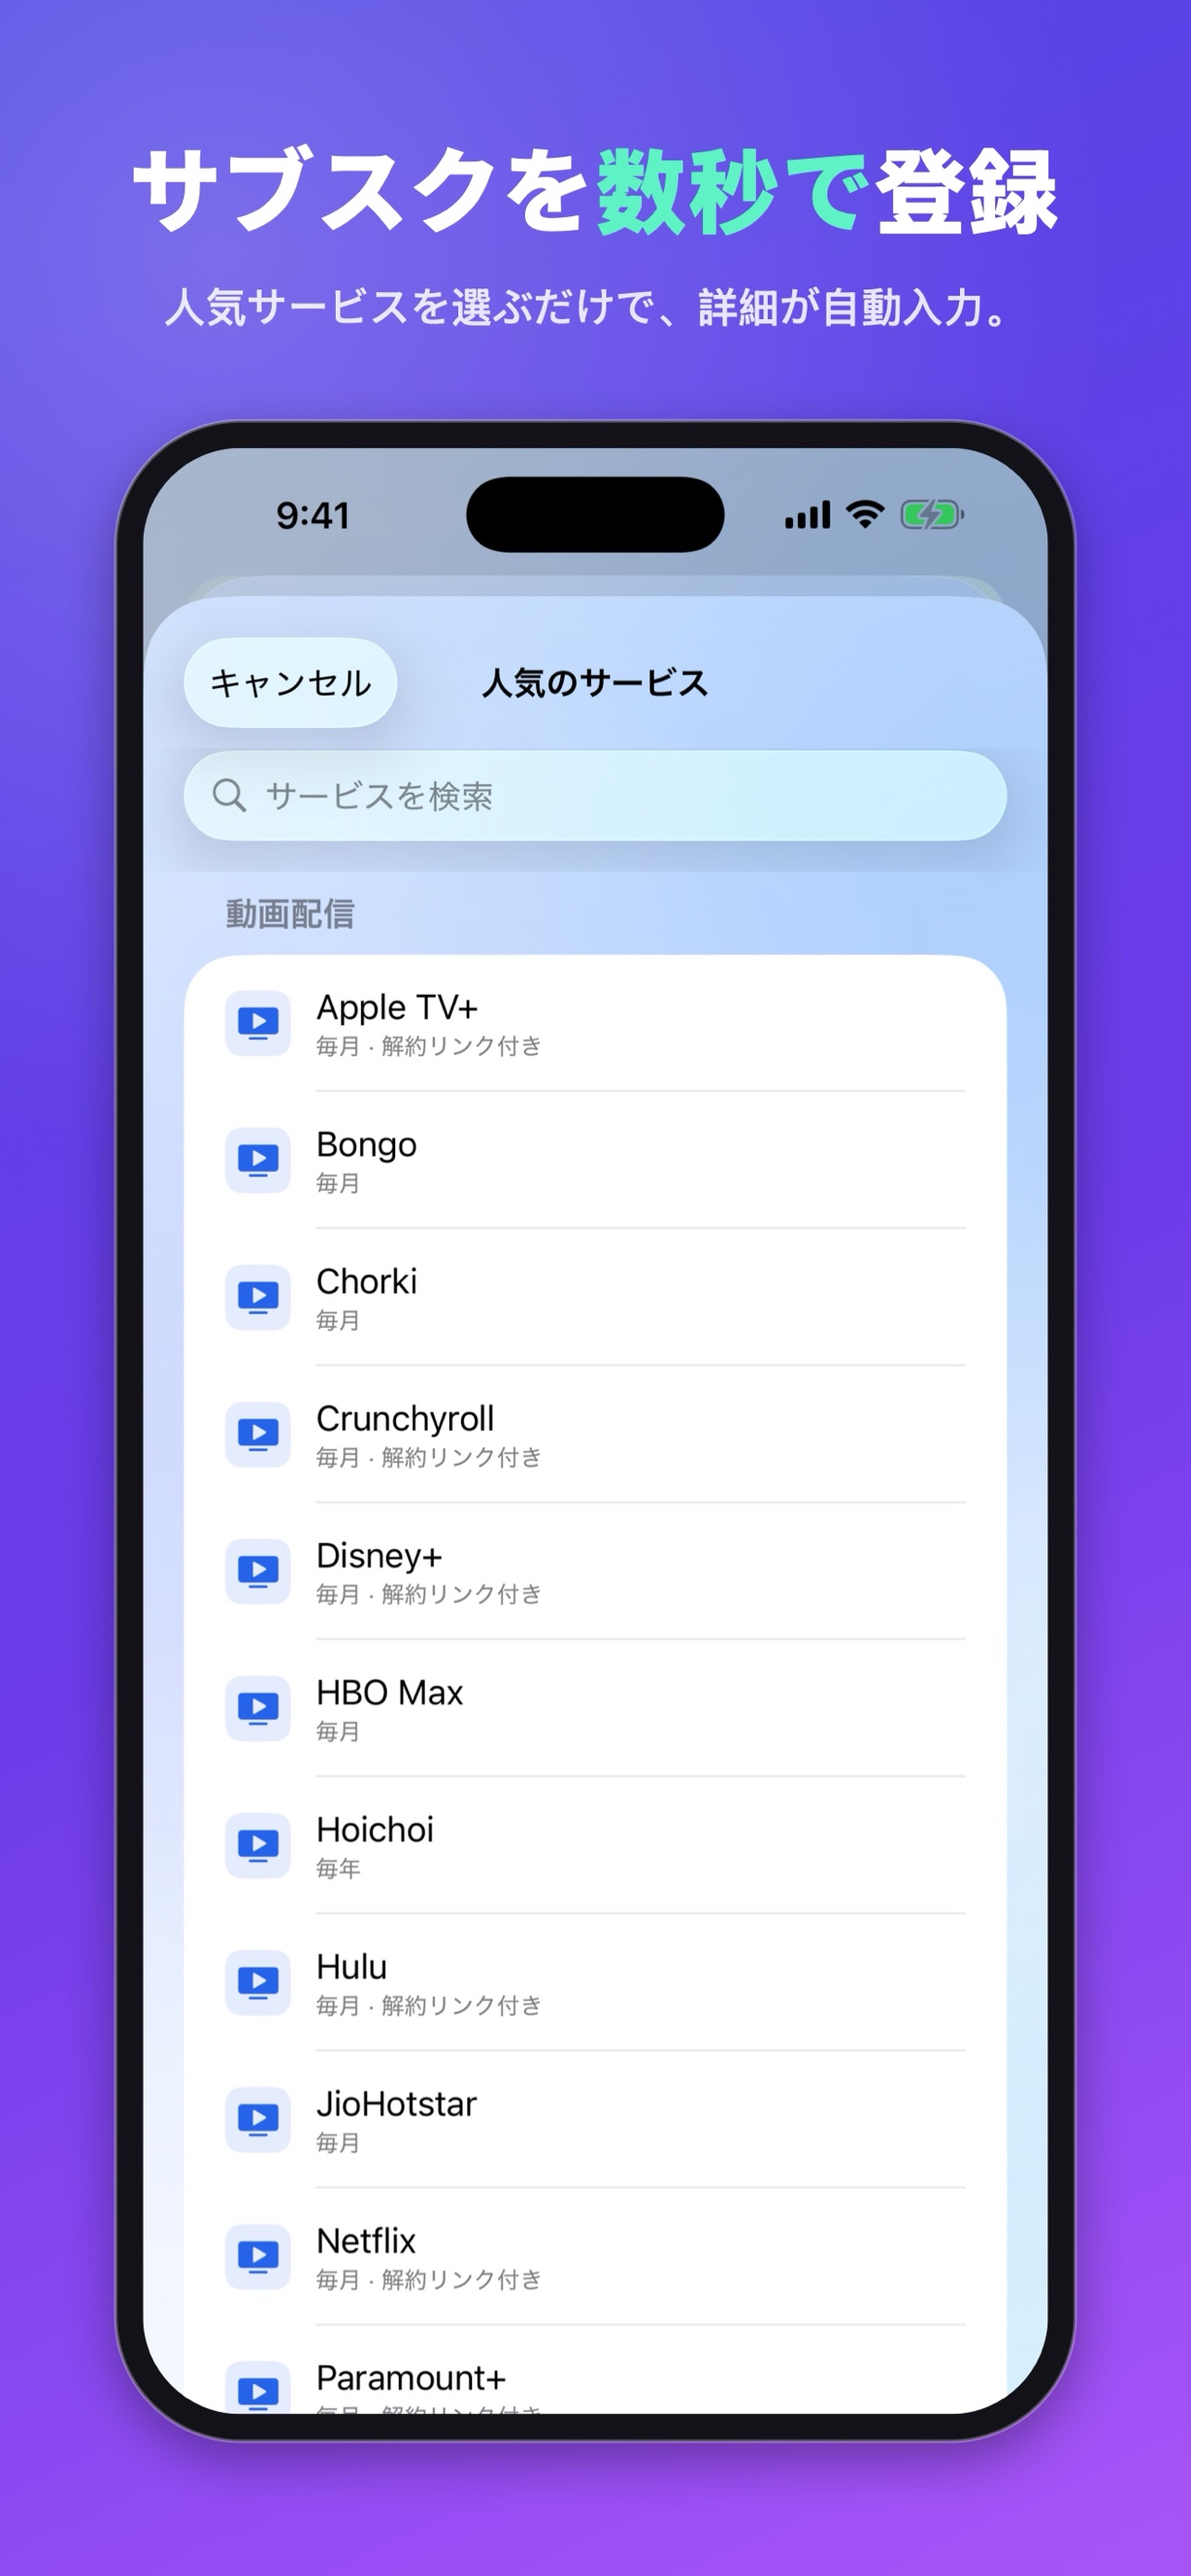 サブスクを数秒で登録
人気サービスを選ぶだけで、詳細が自動入力。
9:41
キャンセル
人気のサービス
サービスを検索
動画配信
Apple TV+
毎月 · 解約リンク付き
Bongo
毎月
Chorki
毎月
Crunchyroll
毎月 · 解約リンク付き
Disney+
毎月 · 解約リンク付き
HBO Max
毎月
Hoichoi
毎年
Hulu
毎月 · 解約リンク付き
JioHotstar
毎月
Netflix
毎月 · 解約リンク付き
Paramount+